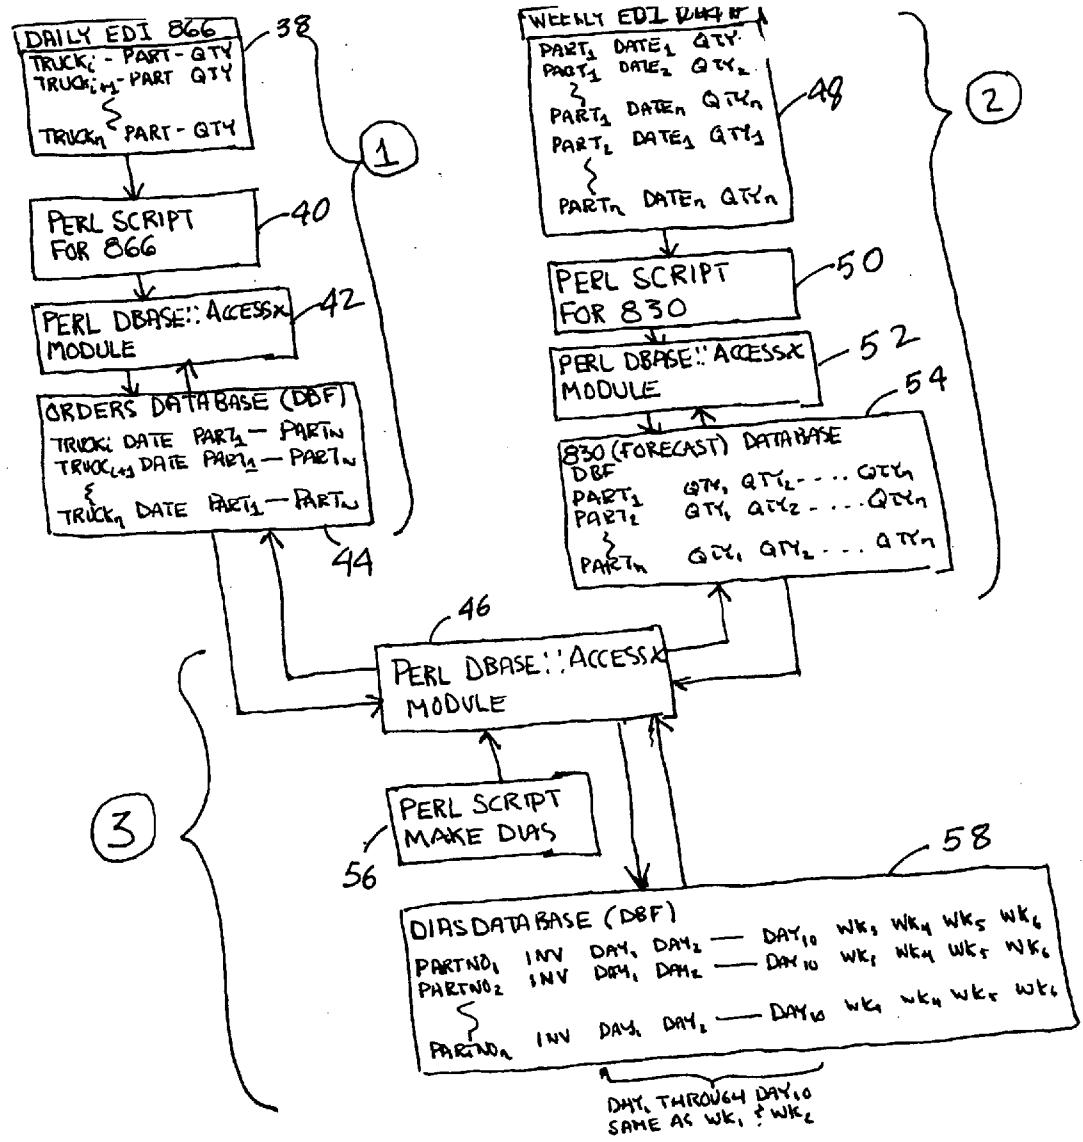 DAILY EDI 866
TRUCKi - PART - QTY
TRUCKi+1 - PART QTY
TRUCKn PART - QTY
38
1
PERL SCRIPT
FOR 866
40
PERL DBASE::ACCESSX
MODULE
42
ORDERS DATABASE (DBF)
TRUCKi DATE PART1 — PARTN
TRUCKi+1 DATE PART1 — PARTN
TRUCKn DATE PART1 — PARTN
44
WEEKLY EDI
PART1 DATE1 QTY
PART1 DATE2 QTY2
PART1 DATEn QTYn
PART2 DATE1 QTY1
PARTn DATEn QTYn
48
2
PERL SCRIPT
FOR 830
50
PERL DBASE::ACCESSX
MODULE
52
54
830 (FORECAST) DATABASE
DBF
PART1 QTY1 QTY2 - . . . QTYn
PART2 QTY1 QTY2 . . . . QTYn
PARTn QTY1 QTY2 . . . . QTYn
46
PERL DBASE::ACCESSX
MODULE
3
PERL SCRIPT
MAKE DIAS
56
58
DIAS DATABASE (DBF)
PARTNO1 INV DAY1 DAY2 — DAY10 WK3 WK4 WK5 WK6
PARTNO2 INV DAY1 DAY2 — DAY10 WK3 WK4 WK5 WK6
PARTNOn INV DAY1 DAY2 — DAY10 WK3 WK4 WK5 WK6
DAY1 THROUGH DAY10
SAME AS WK1 & WK2